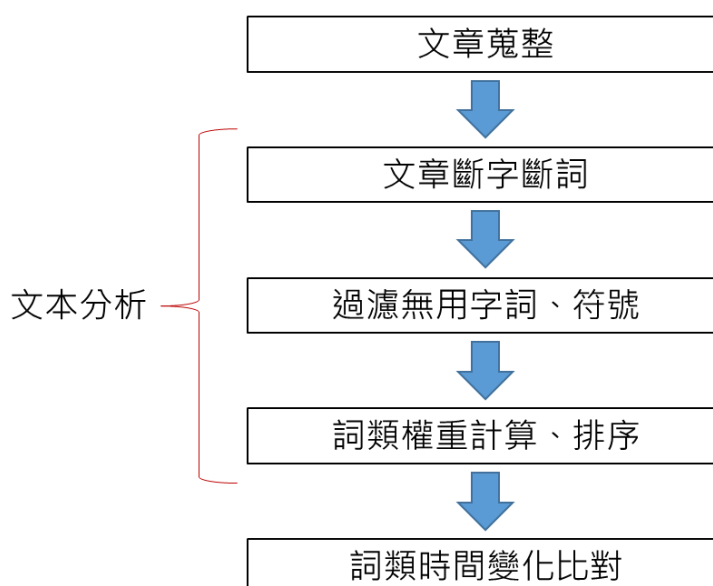 文章蒐整
文章斷字斷詞
文本分析
過濾無用字詞、符號
詞類權重計算、排序
詞類時間變化比對